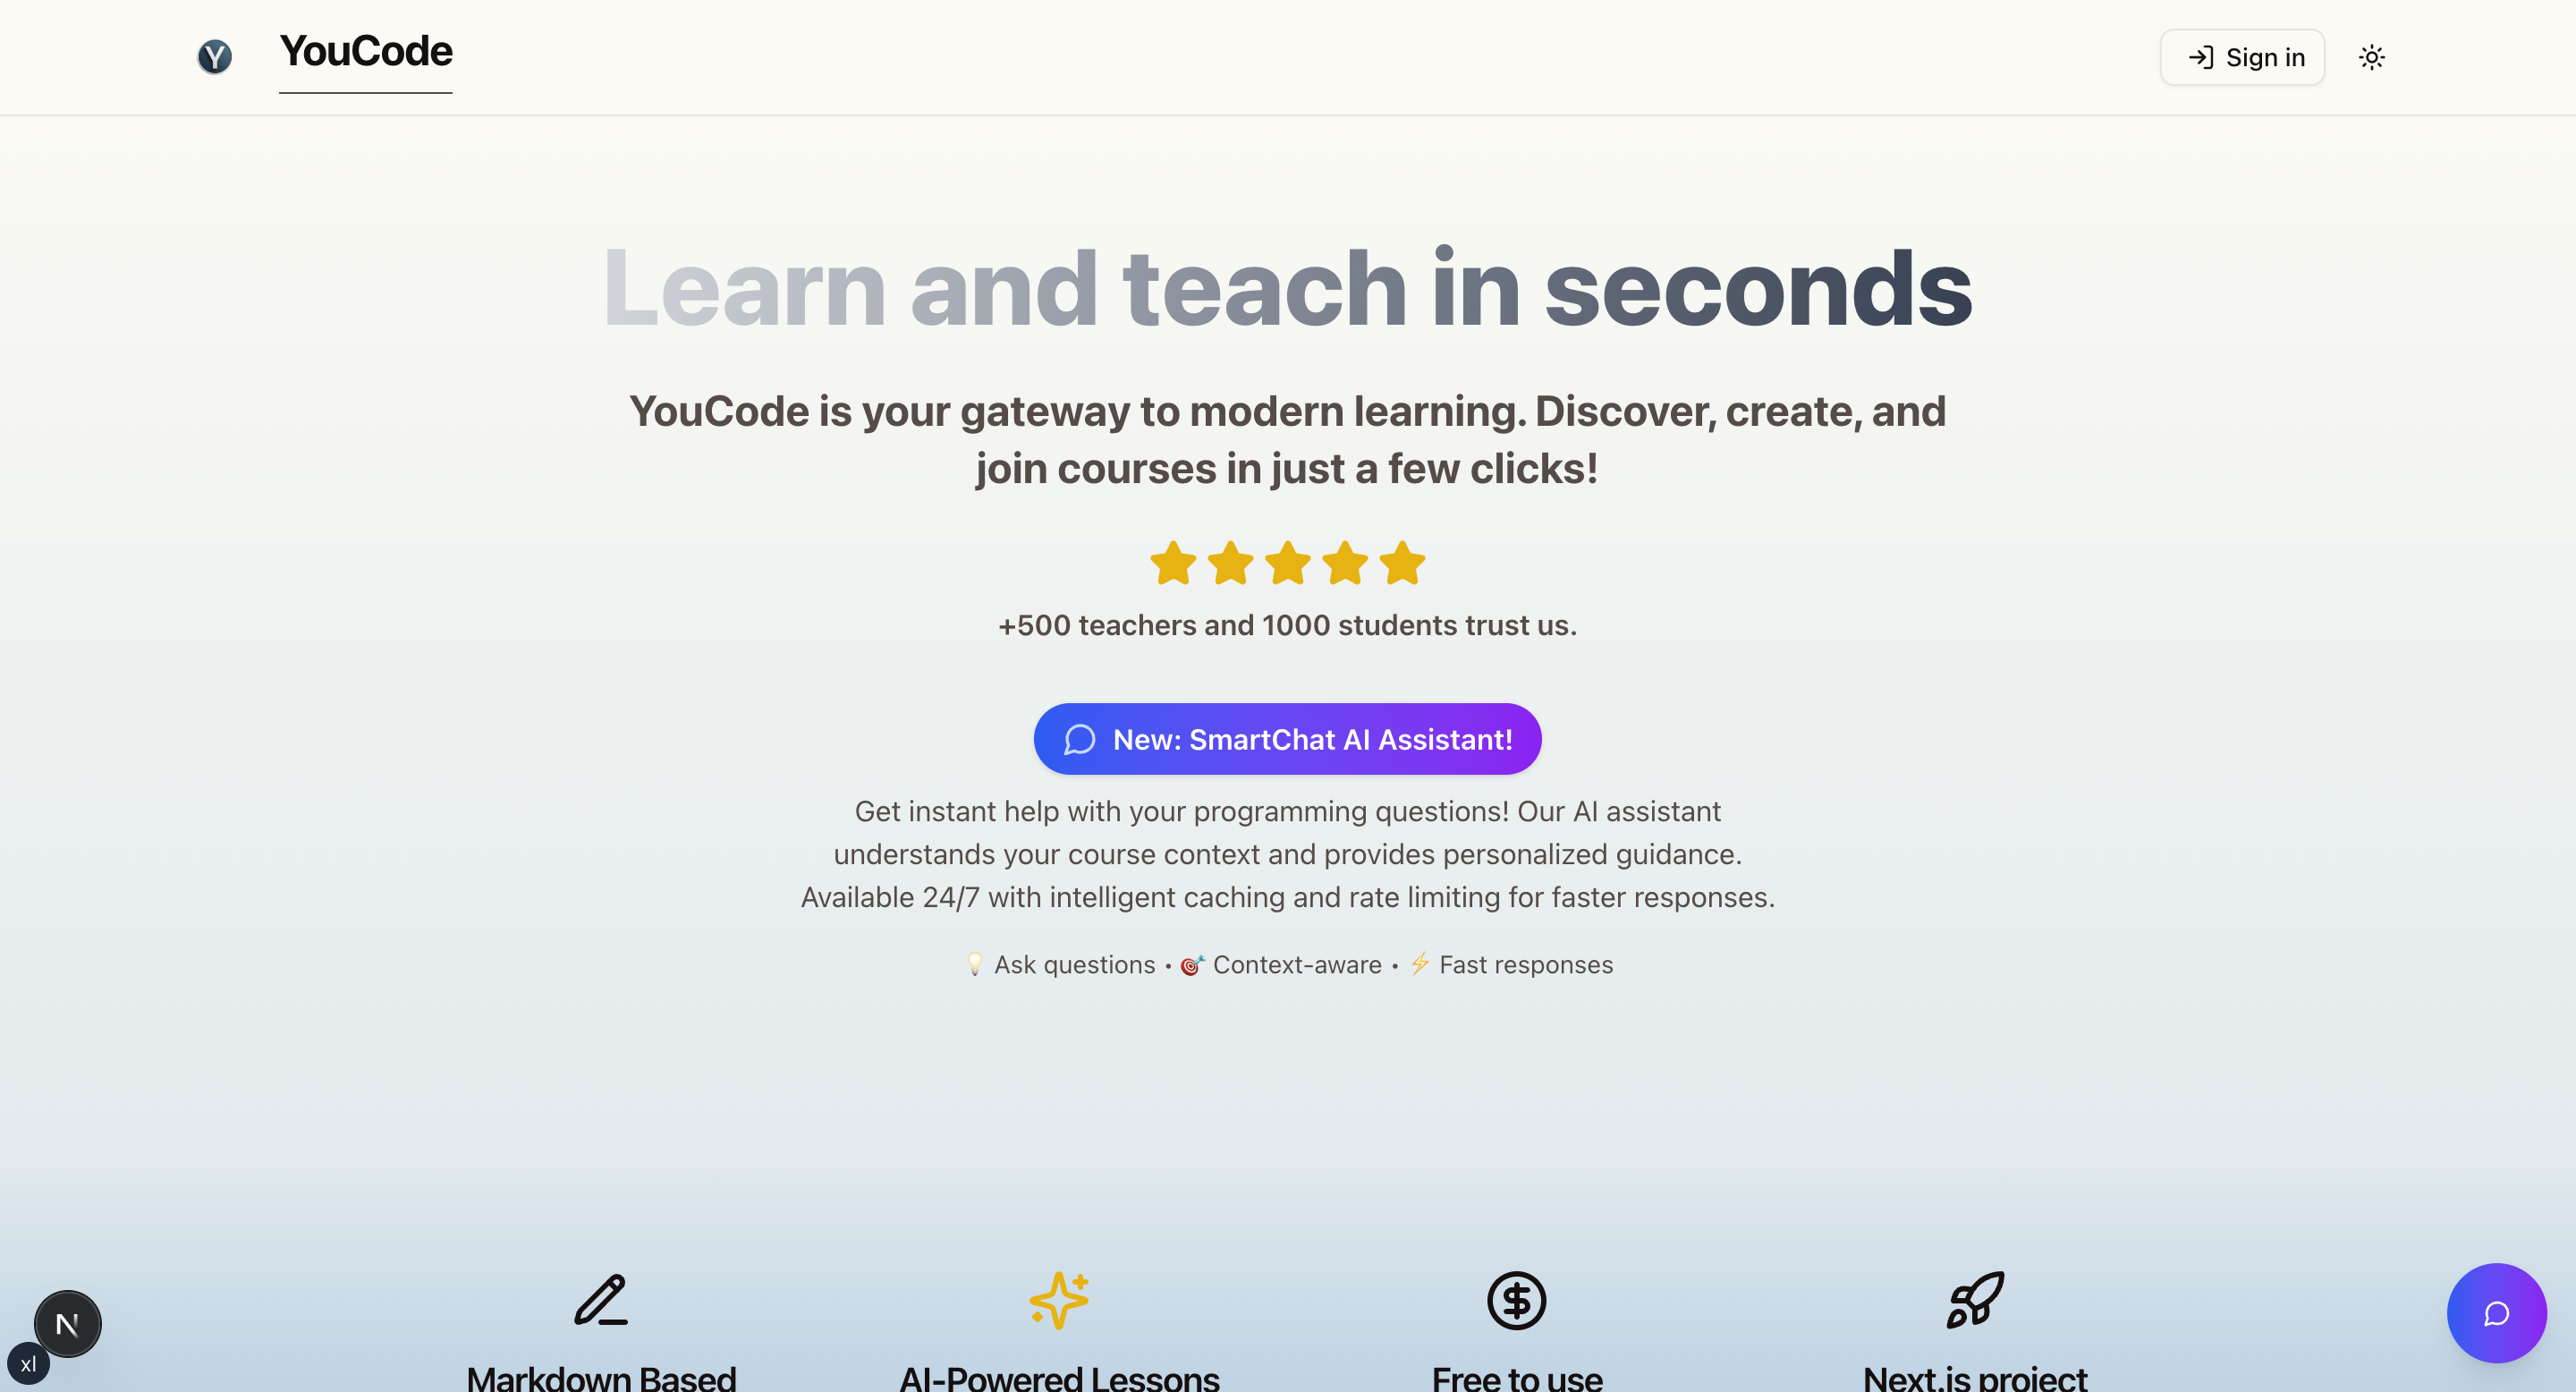 Y
YouCode
Sign in
Learn and teach in seconds
YouCode is your gateway to modern learning. Discover, create, and
join courses in just a few clicks!
+500 teachers and 1000 students trust us.
New: SmartChat AI Assistant!
Get instant help with your programming questions! Our AI assistant
understands your course context and provides personalized guidance.
Available 24/7 with intelligent caching and rate limiting for faster responses.
💡 Ask questions • 🎯 Context-aware • ⚡ Fast responses
Markdown Based
AI-Powered Lessons
Free to use
Next.js project
N
xl